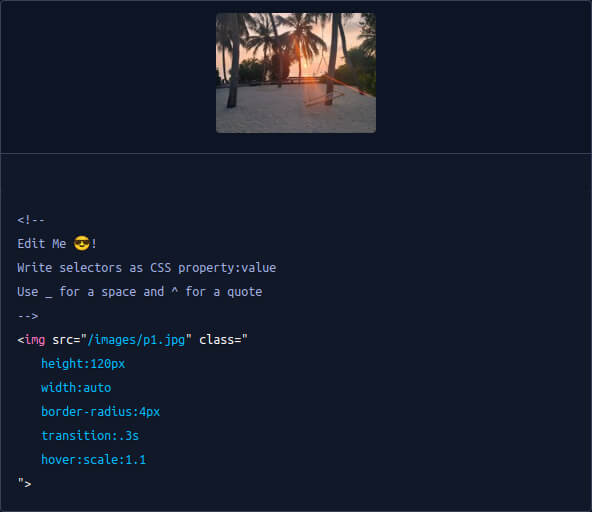 <!--
Edit Me 😎!
Write selectors as CSS property:value
Use _ for a space and ^ for a quote
-->
<img src="/images/p1.jpg" class="
height:120px
width:auto
border-radius:4px
transition:.3s
hover:scale:1.1
">